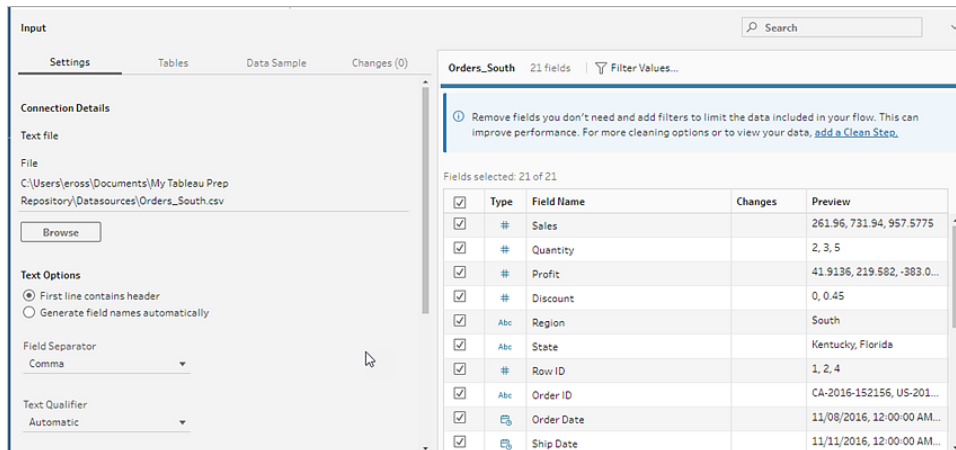 Input
Search
Settings Tables Data Sample Changes (0)
Connection Details
Text file
File
C:\Users\eross\Documents\My Tableau Prep
Repository\Datasources\Orders_South.csv
Browse
Text Options
First line contains header
Generate field names automatically
Field Separator
Comma
Text Qualifier
Automatic
Orders_South 21 fields Filter Values...
Remove fields you don't need and add filters to limit the data included in your flow. This can
improve performance. For more cleaning options or to view your data, add a Clean Step.
Fields selected: 21 of 21
Type Field Name Changes Preview
# Sales 261.96, 731.94, 957.5775
# Quantity 2, 3, 5
# Profit 41.9136, 219.582, -383.0...
# Discount 0, 0.45
Abc Region South
Abc State Kentucky, Florida
# Row ID 1, 2, 4
Abc Order ID CA-2016-152156, US-201...
Order Date 11/08/2016, 12:00:00 AM...
Ship Date 11/11/2016, 12:00:00 AM...